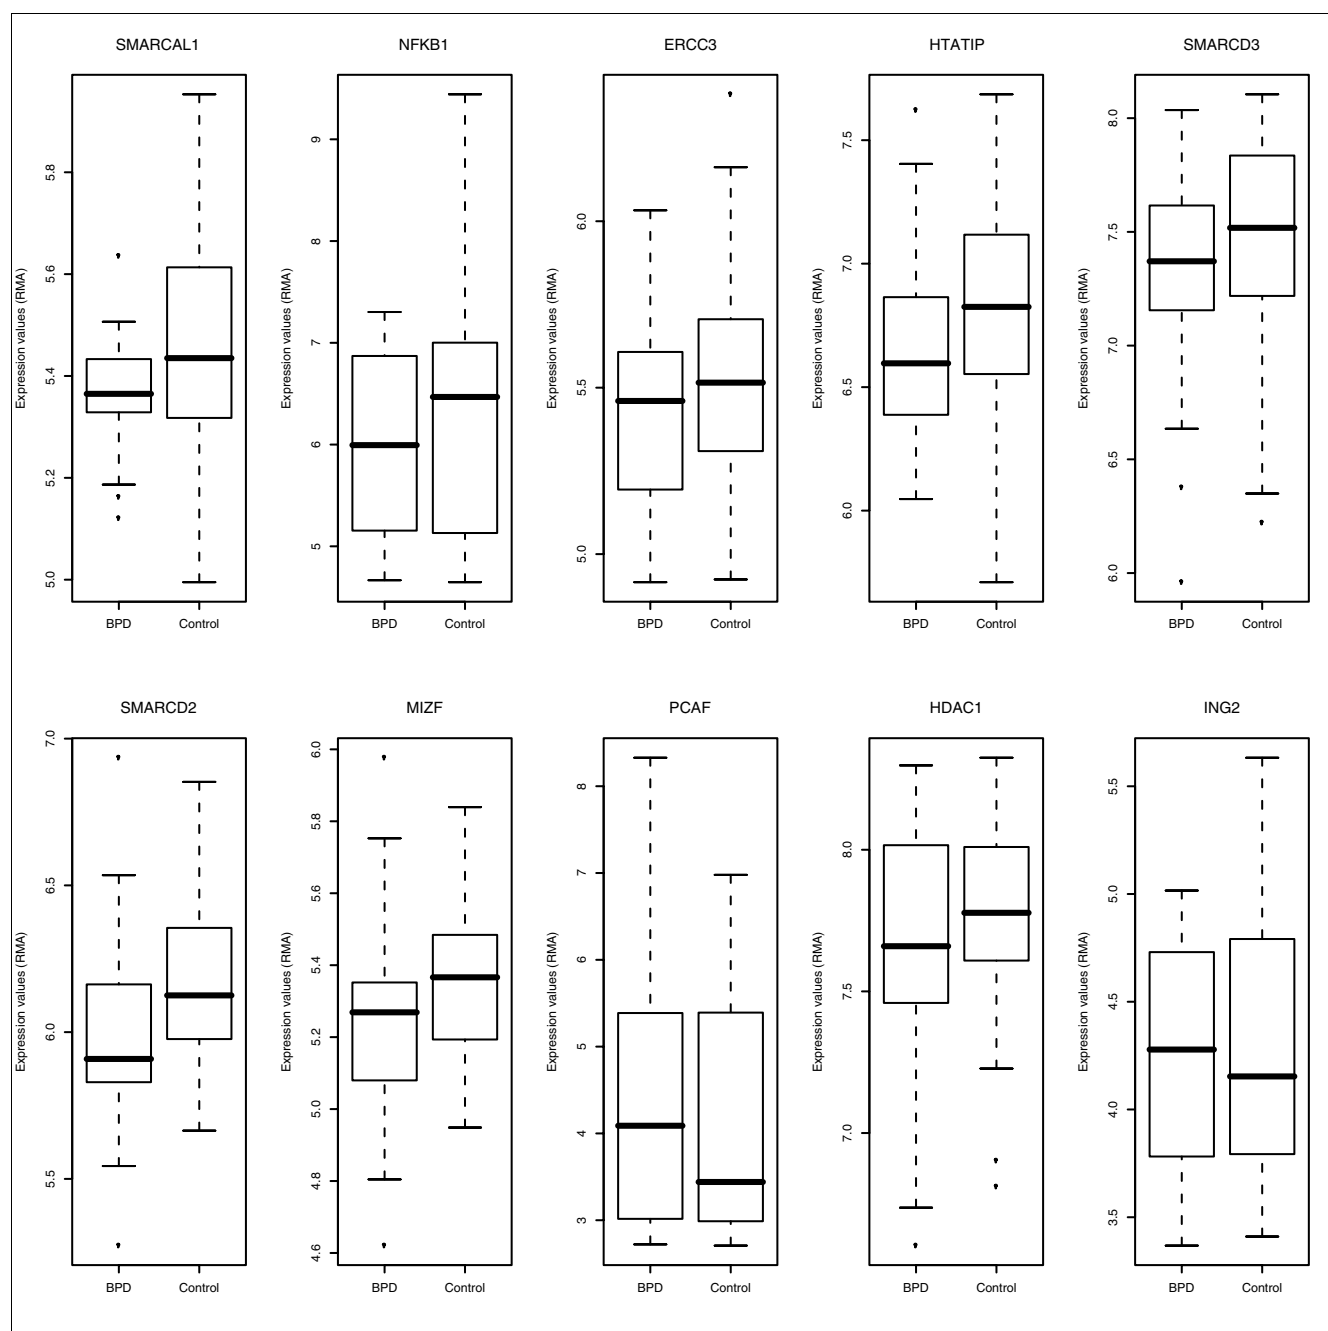 SMARCAL1
Expression values (RMA)
5.8
5.6
5.4
5.2
5.0
BPD Control
NFKB1
Expression values (RMA)
9
8
7
6
5
BPD Control
ERCC3
Expression values (RMA)
6.0
5.5
5.0
BPD Control
HTATIP
Expression values (RMA)
7.5
7.0
6.5
6.0
BPD Control
SMARCD3
Expression values (RMA)
8.0
7.5
7.0
6.5
6.0
BPD Control
SMARCD2
Expression values (RMA)
7.0
6.5
6.0
5.5
BPD Control
MIZF
Expression values (RMA)
6.0
5.8
5.6
5.4
5.2
5.0
4.8
4.6
BPD Control
PCAF
Expression values (RMA)
8
7
6
5
4
3
BPD Control
HDAC1
Expression values (RMA)
8.0
7.5
7.0
BPD Control
ING2
Expression values (RMA)
5.5
5.0
4.5
4.0
3.5
BPD Control